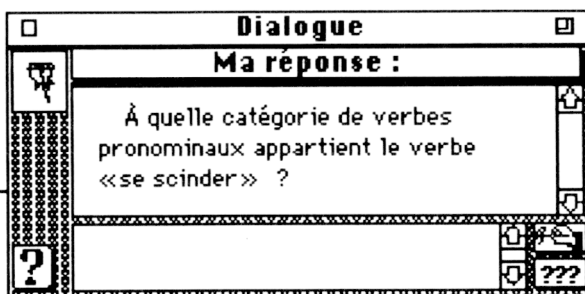 Dialogue
Ma réponse :
À quelle catégorie de verbes
pronominaux appartient le verbe
«se scinder» ?
?
???